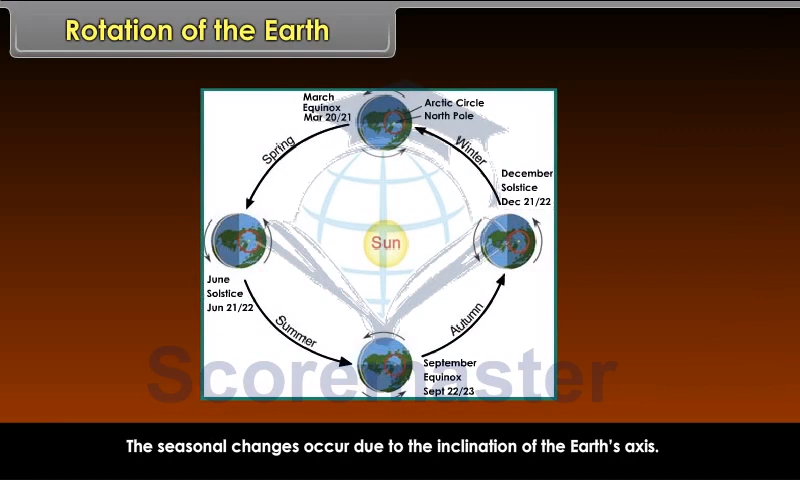 Rotation of the Earth
March
Equinox
Mar 20/21
Arctic Circle
North Pole
Spring
Winter
December
Solstice
Dec 21/22
Sun
June
Solstice
Jun 21/22
Summer
Autumn
September
Equinox
Sept 22/23
Scoremaster
The seasonal changes occur due to the inclination of the Earth's axis.